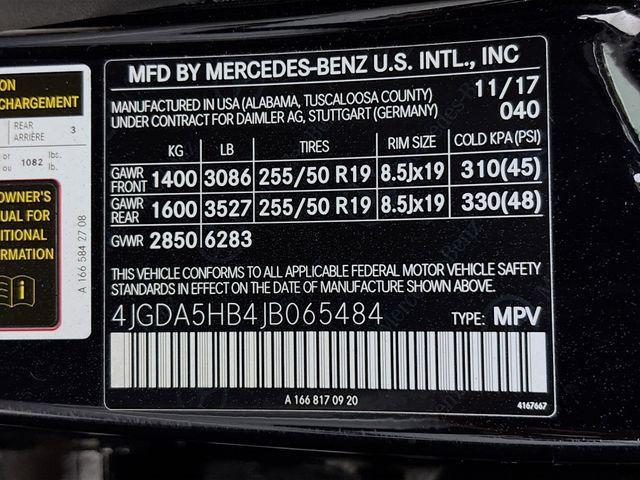 ON
CHARGEMENT
REAR
ARRIÈRE 3
or
ou 1082 lbs.
lb.
OWNER'S
UAL FOR
ITIONAL
RMATION
A 166 584 27 08
MFD BY MERCEDES-BENZ U.S. INTL., INC
MANUFACTURED IN USA (ALABAMA, TUSCALOOSA COUNTY) 11/17
UNDER CONTRACT FOR DAIMLER AG, STUTTGART (GERMANY) 040
KG LB TIRES RIM SIZE COLD KPA (PSI)
GAWR FRONT 1400 3086 255/50 R19 8.5Jx19 310(45)
GAWR REAR 1600 3527 255/50 R19 8.5Jx19 330(48)
GWR 2850 6283
THIS VEHICLE CONFORMS TO ALL APPLICABLE FEDERAL MOTOR VEHICLE SAFETY
STANDARDS IN EFFECT ON THE DATE OF MANUFACTURE SHOWN ABOVE.
4JGDA5HB4JB065484 TYPE: MPV
A 166 817 09 20
4167667